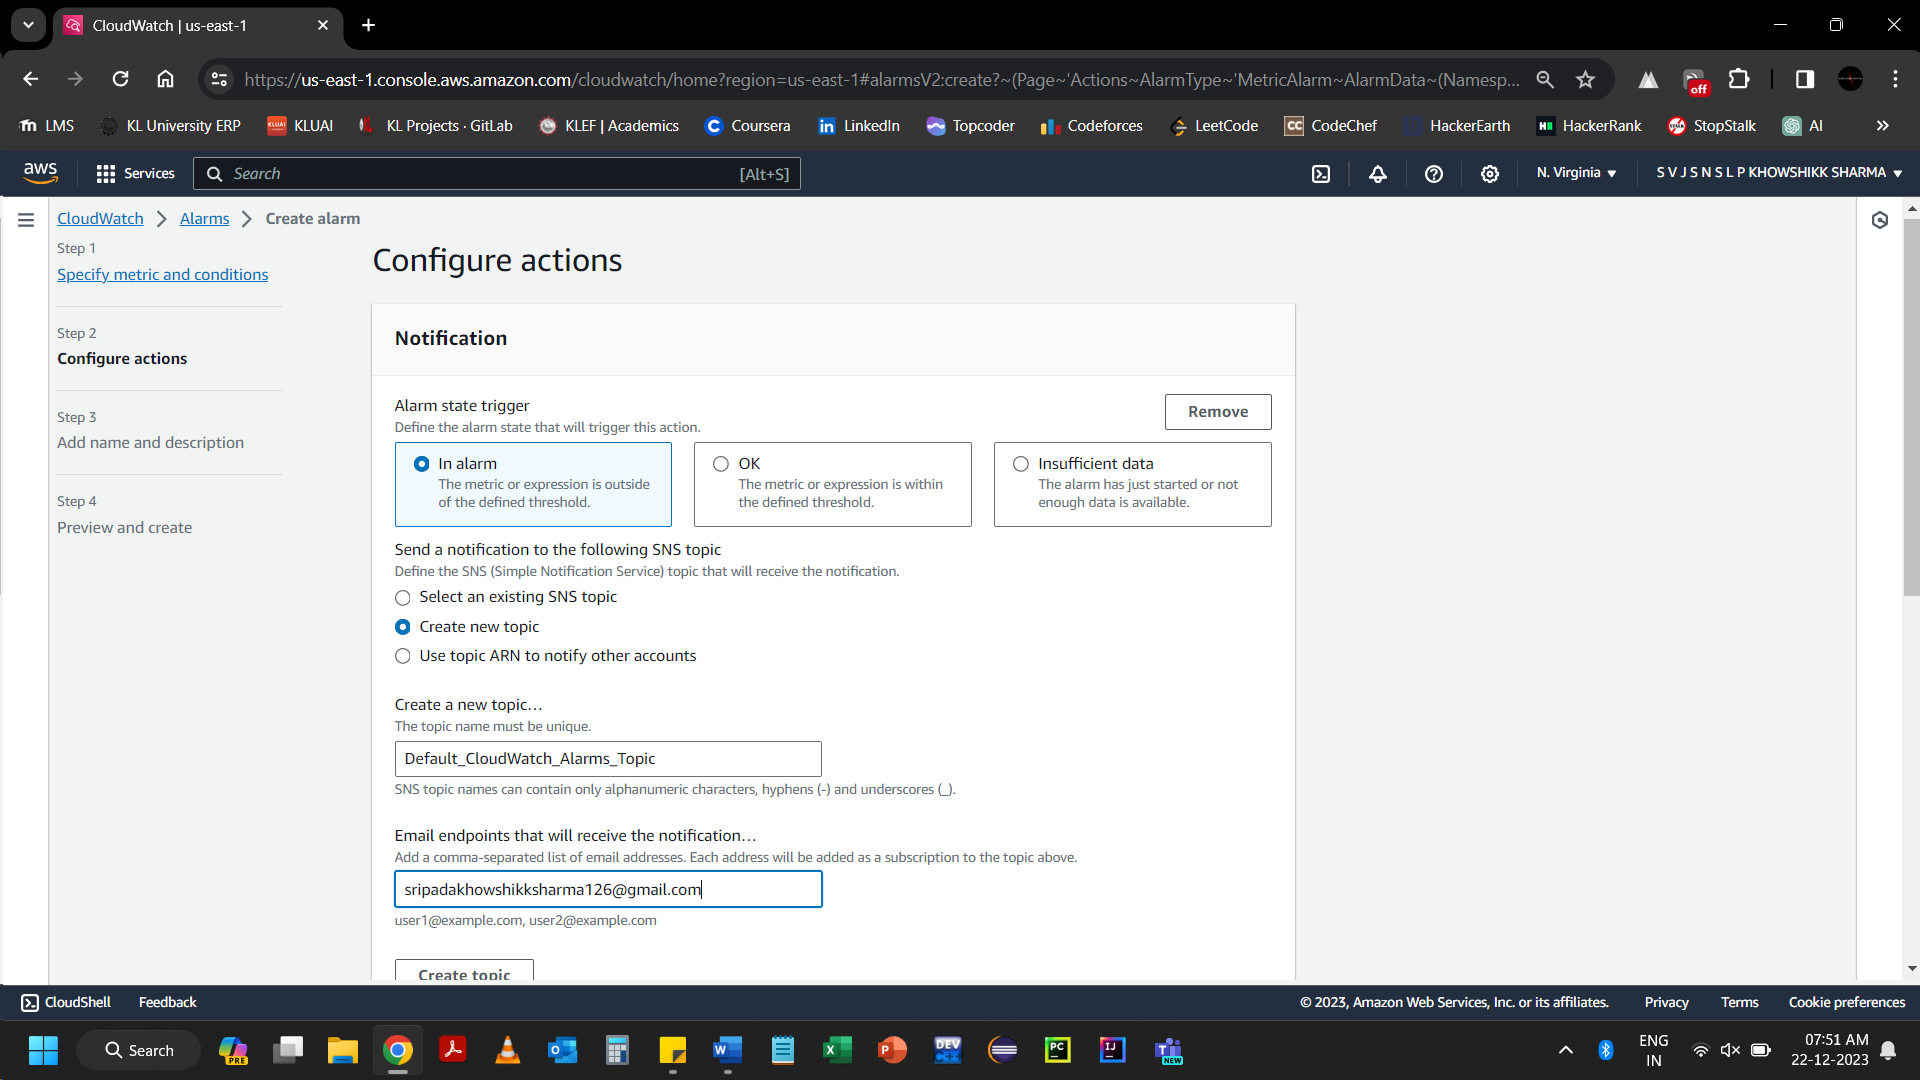 CloudWatch | us-east-1
https://us-east-1.console.aws.amazon.com/cloudwatch/home?region=us-east-1#alarmsV2:create?~(Page~'Actions~AlarmType~'MetricAlarm~AlarmData~(Namesp...
off
LMS
KL University ERP
KLUAI KLUAI
KL Projects · GitLab
KLEF | Academics
Coursera
in LinkedIn
Topcoder
Codeforces
LeetCode
CC CodeChef
HackerEarth
HackerRank
StopStalk
AI
aws
Services
Search
[Alt+S]
N. Virginia
S V J S N S L P KHOWSHIKK SHARMA
CloudWatch
Alarms
Create alarm
Step 1
Specify metric and conditions
Step 2
Configure actions
Step 3
Add name and description
Step 4
Preview and create
Configure actions
Notification
Alarm state trigger
Define the alarm state that will trigger this action.
Remove
In alarm
The metric or expression is outside
of the defined threshold.
OK
The metric or expression is within
the defined threshold.
Insufficient data
The alarm has just started or not
enough data is available.
Send a notification to the following SNS topic
Define the SNS (Simple Notification Service) topic that will receive the notification.
Select an existing SNS topic
Create new topic
Use topic ARN to notify other accounts
Create a new topic…
The topic name must be unique.
Default_CloudWatch_Alarms_Topic
SNS topic names can contain only alphanumeric characters, hyphens (-) and underscores (_).
Email endpoints that will receive the notification…
Add a comma-separated list of email addresses. Each address will be added as a subscription to the topic above.
sripadakhowshikksharma126@gmail.com
user1@example.com, user2@example.com
Create topic
CloudShell
Feedback
© 2023, Amazon Web Services, Inc. or its affiliates.
Privacy
Terms
Cookie preferences
Search
PRE
DEV
C++
PC
IJ
NEW
ENG
IN
07:51 AM
22-12-2023